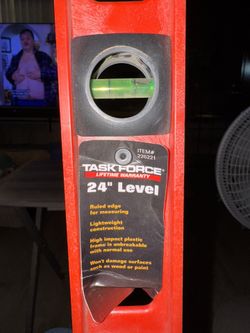 ITEM#
220221
TASK FORCE
LIFETIME WARRANTY
24" Level
Ruled edge
for measuring
Lightweight
construction
High impact plastic
frame is unbreakable
with normal use
Won't damage surfaces
such as wood or paint